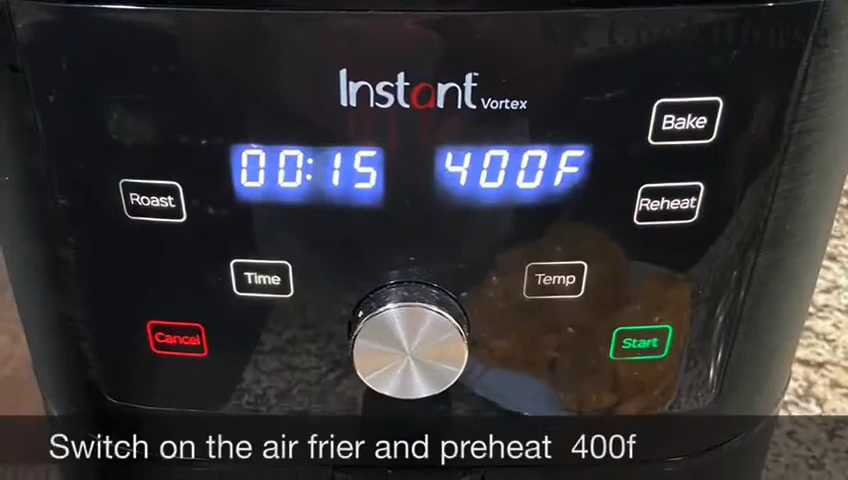 Instant Vortex
Bake
00:15 400F
Roast
Reheat
Time
Temp
Cancel
Start
Switch on the air frier and preheat 400f